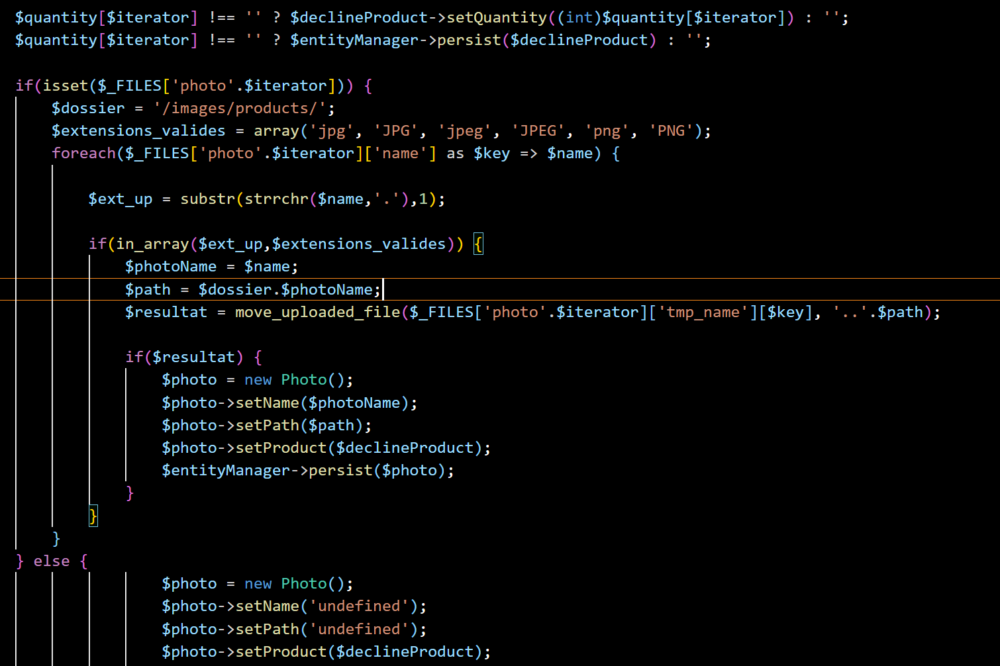 $quantity[$iterator] !== '' ? $declineProduct->setQuantity((int)$quantity[$iterator]) : '';
$quantity[$iterator] !== '' ? $entityManager->persist($declineProduct) : '';
if(isset($_FILES['photo'.$iterator])) {
$dossier = '/images/products/';
$extensions_valides = array('jpg', 'JPG', 'jpeg', 'JPEG', 'png', 'PNG');
foreach($_FILES['photo'.$iterator]['name'] as $key => $name) {
$ext_up = substr(strrchr($name,'.'),1);
if(in_array($ext_up,$extensions_valides)) {
$photoName = $name;
$path = $dossier.$photoName;
$resultat = move_uploaded_file($_FILES['photo'.$iterator]['tmp_name'][$key], '..'.$path);
if($resultat) {
$photo = new Photo();
$photo->setName($photoName);
$photo->setPath($path);
$photo->setProduct($declineProduct);
$entityManager->persist($photo);
}
}
}
} else {
$photo = new Photo();
$photo->setName('undefined');
$photo->setPath('undefined');
$photo->setProduct($declineProduct);